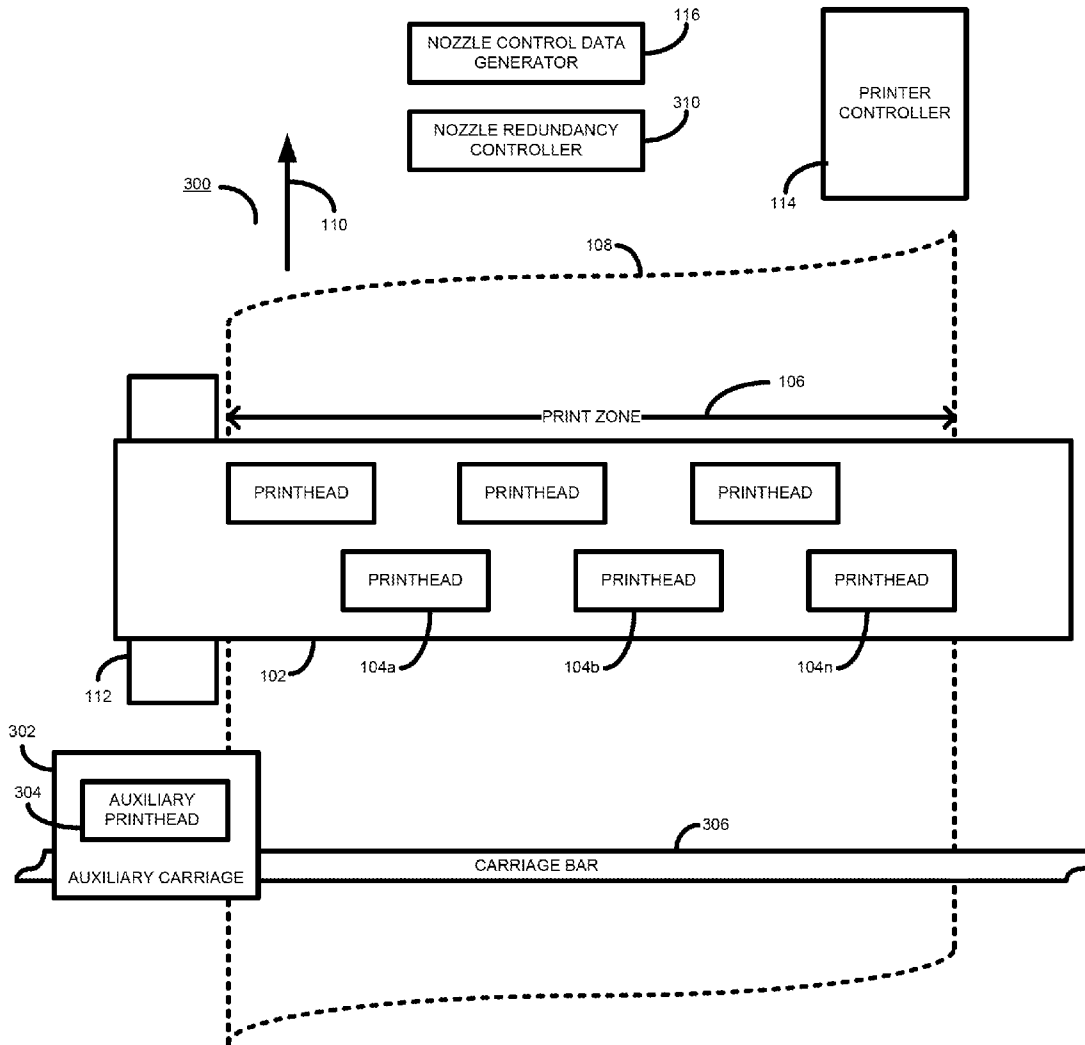 NOZZLE CONTROL DATA
GENERATOR
116
NOZZLE REDUNDANCY
CONTROLLER
310
PRINTER
CONTROLLER
114
300
110
108
106
PRINT ZONE
PRINTHEAD
PRINTHEAD
PRINTHEAD
PRINTHEAD
PRINTHEAD
PRINTHEAD
112
102
104a
104b
104n
302
304
AUXILIARY
PRINTHEAD
AUXILIARY CARRIAGE
306
CARRIAGE BAR